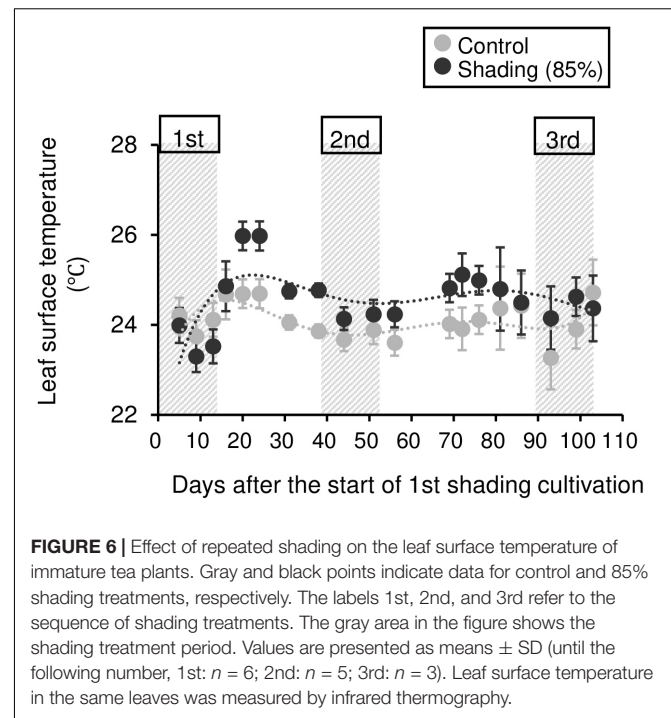 Control
Shading (85%)
1st
2nd
3rd
Leaf surface temperature
(°C)
28
26
24
22
0 10 20 30 40 50 60 70 80 90 100 110
Days after the start of 1st shading cultivation
FIGURE 6 | Effect of repeated shading on the leaf surface temperature of
immature tea plants. Gray and black points indicate data for control and 85%
shading treatments, respectively. The labels 1st, 2nd, and 3rd refer to the
sequence of shading treatments. The gray area in the figure shows the
shading treatment period. Values are presented as means ± SD (until the
following number, 1st: n = 6; 2nd: n = 5; 3rd: n = 3). Leaf surface temperature
in the same leaves was measured by infrared thermography.